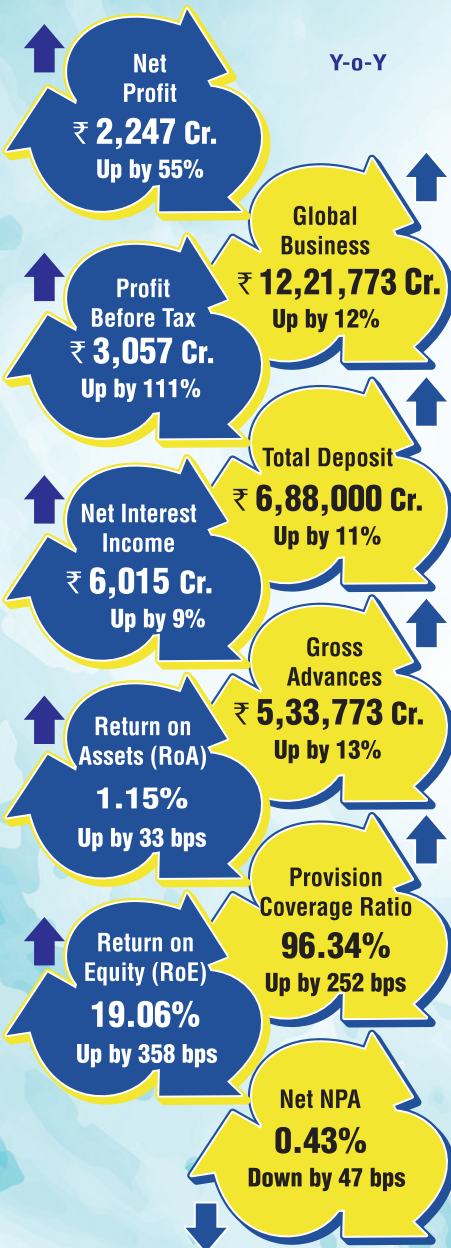 Y-o-Y
Net
Profit
₹ 2,247 Cr.
Up by 55%
Global
Business
₹ 12,21,773 Cr.
Up by 12%
Profit
Before Tax
₹ 3,057 Cr.
Up by 111%
Total Deposit
₹ 6,88,000 Cr.
Up by 11%
Net Interest
Income
₹ 6,015 Cr.
Up by 9%
Gross
Advances
₹ 5,33,773 Cr.
Up by 13%
Return on
Assets (RoA)
1.15%
Up by 33 bps
Provision
Coverage Ratio
96.34%
Up by 252 bps
Return on
Equity (RoE)
19.06%
Up by 358 bps
Net NPA
0.43%
Down by 47 bps